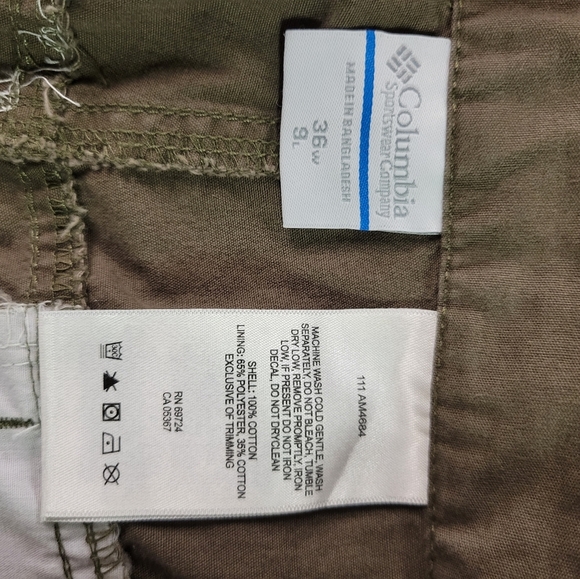 Columbia
Sportswear Company
MADE IN BANGLADESH
36 W
9 L
111 AM4684
MACHINE WASH COLD GENTLE, WASH
SEPARATELY, DO NOT BLEACH, TUMBLE
DRY LOW, REMOVE PROMPTLY, IRON
LOW, IF PRESENT DO NOT IRON
DECAL, DO NOT DRYCLEAN
SHELL: 100% COTTON
LINING: 65% POLYESTER, 35% COTTON
EXCLUSIVE OF TRIMMING
RN 69724
CA 05367